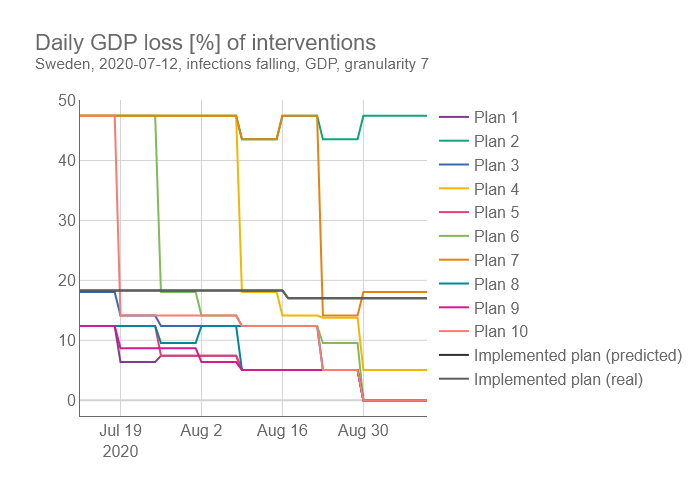 Daily GDP loss [%] of interventions
Sweden, 2020-07-12, infections falling, GDP, granularity 7
50
40
30
20
10
0
Jul 19
2020
Aug 2
Aug 16
Aug 30
Plan 1
Plan 2
Plan 3
Plan 4
Plan 5
Plan 6
Plan 7
Plan 8
Plan 9
Plan 10
Implemented plan (predicted)
Implemented plan (real)